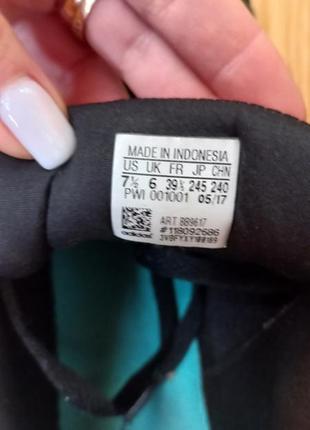 MADE IN INDONESIA
US UK FR JP CHN
7½ 6 39⅓ 245 240
PWI 001001 05/17
ART BB9617
#118092686
3V8FYXY100189